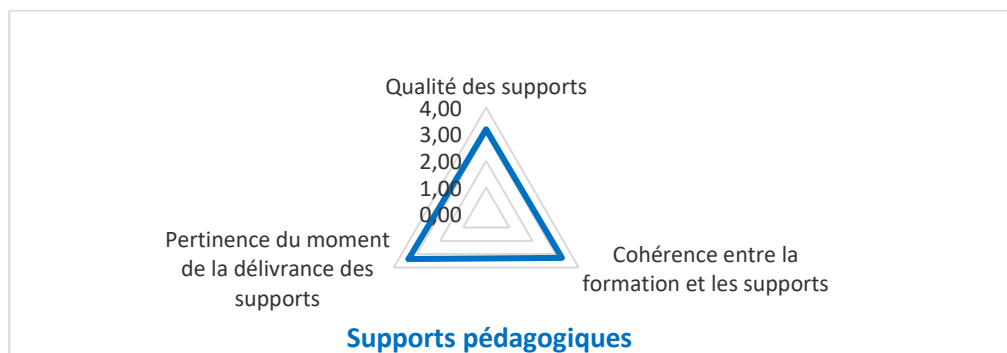 Qualité des supports
4,00
3,00
2,00
1,00
0,00
Pertinence du moment
de la délivrance des
supports
Cohérence entre la
formation et les supports
Supports pédagogiques